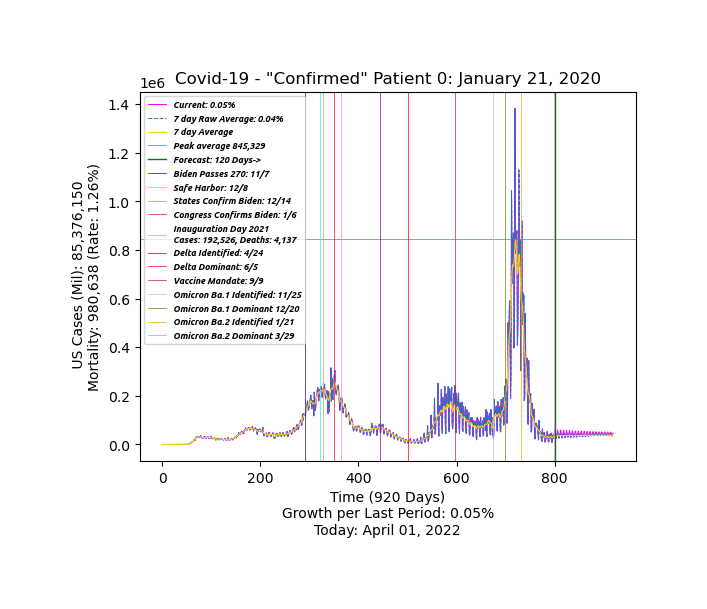 Covid-19 - "Confirmed" Patient 0: January 21, 2020
1e6
1.4
1.2
1.0
0.8
0.6
0.4
0.2
0.0
US Cases (Mil): 85,376,150
Mortality: 980,638 (Rate: 1.26%)
Current: 0.05%
7 day Raw Average: 0.04%
7 day Average
Peak average 845,329
Forecast: 120 Days->
Biden Passes 270: 11/7
Safe Harbor: 12/8
States Confirm Biden: 12/14
Congress Confirms Biden: 1/6
Inauguration Day 2021
Cases: 192,526, Deaths: 4,137
Delta Identified: 4/24
Delta Dominant: 6/5
Vaccine Mandate: 9/9
Omicron Ba.1 Identified: 11/25
Omicron Ba.1 Dominant 12/20
Omicron Ba.2 Identified 1/21
Omicron Ba.2 Dominant 3/29
0 200 400 600 800
Time (920 Days)
Growth per Last Period: 0.05%
Today: April 01, 2022